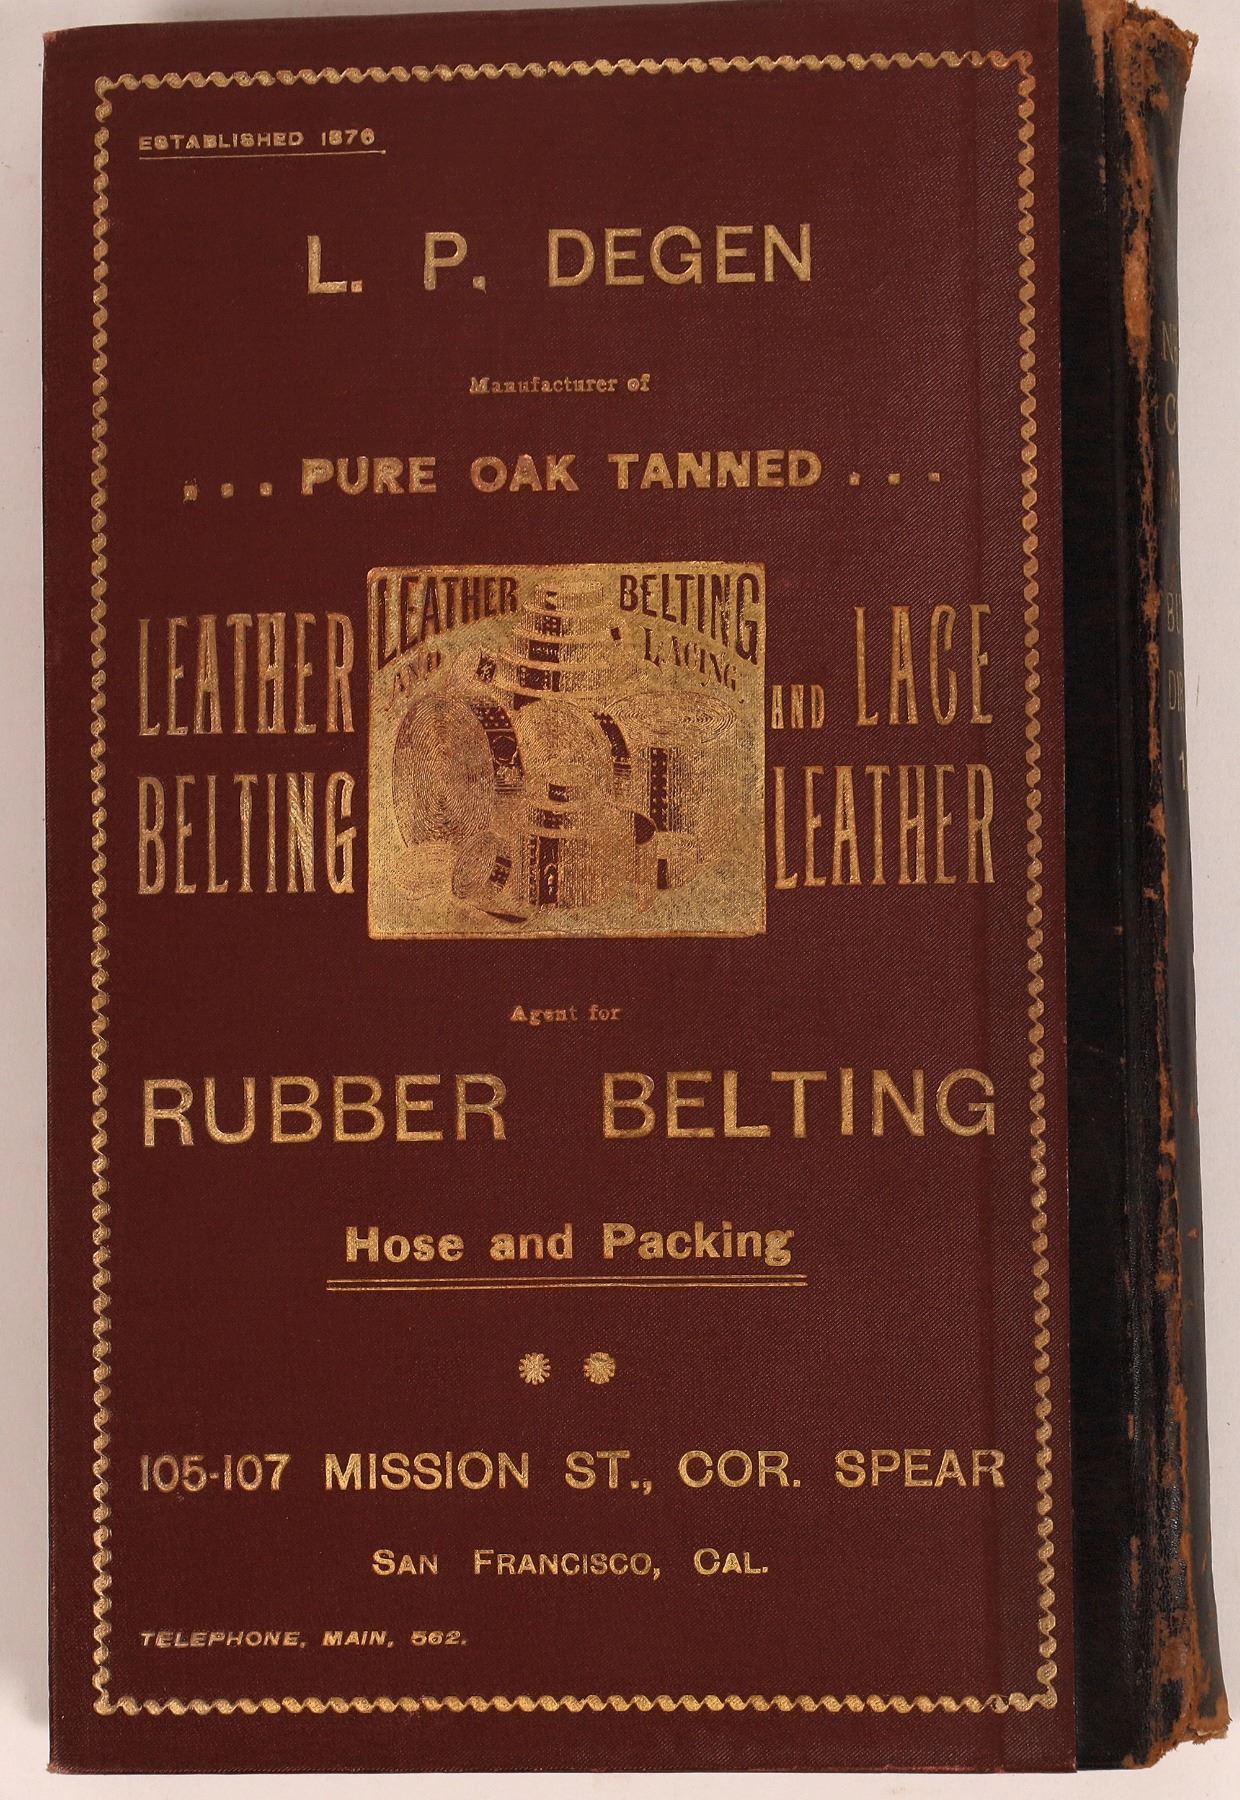 ESTABLISHED 1876
L. P. DEGEN
Manufacturer of
... PURE OAK TANNED ...
LEATHER BELTING
AND LACING
LEATHER AND LACE
BELTING LEATHER
Agent for
RUBBER BELTING
Hose and Packing
105-107 MISSION ST., COR. SPEAR
SAN FRANCISCO, CAL.
TELEPHONE, MAIN, 562.